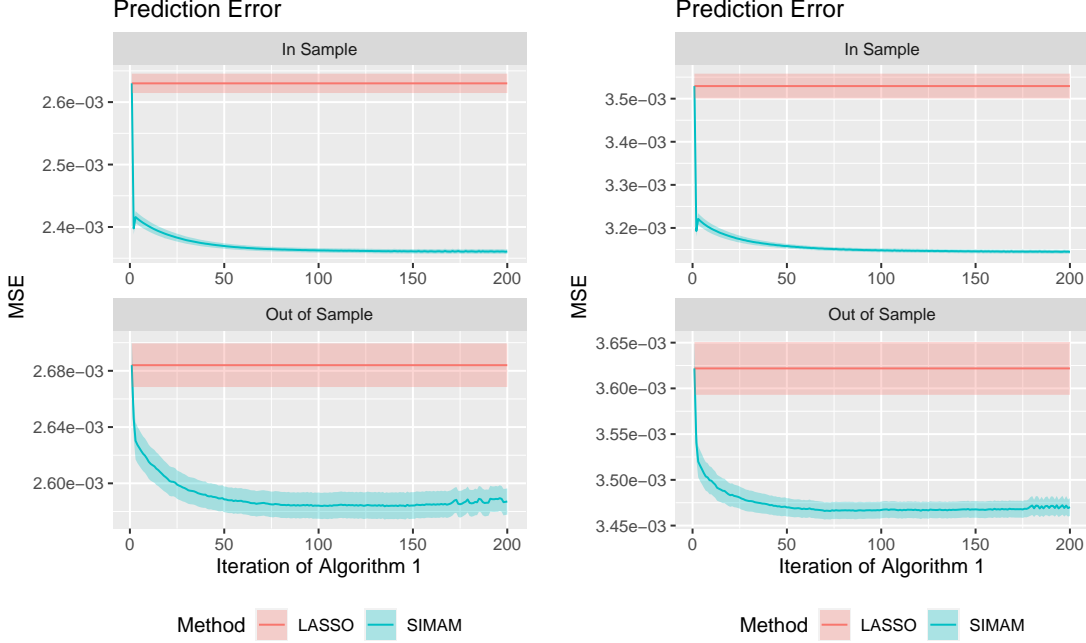 Prediction Error
In Sample
2.6e−03
2.5e−03
2.4e−03
0 50 100 150 200
MSE
Out of Sample
2.68e−03
2.64e−03
2.60e−03
0 50 100 150 200
Iteration of Algorithm 1
Method LASSO SIMAM
Prediction Error
In Sample
3.5e−03
3.4e−03
3.3e−03
3.2e−03
0 50 100 150 200
MSE
Out of Sample
3.65e−03
3.60e−03
3.55e−03
3.50e−03
3.45e−03
0 50 100 150 200
Iteration of Algorithm 1
Method LASSO SIMAM